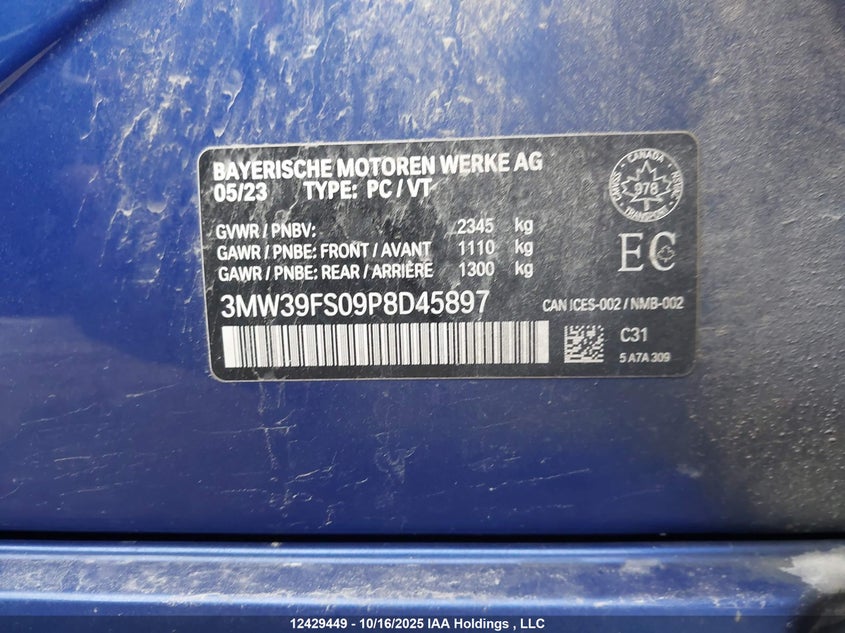 BAYERISCHE MOTOREN WERKE AG
05/23 TYPE: PC / VT
GVWR / PNBV: 2345 kg
GAWR / PNBE: FRONT / AVANT 1110 kg
GAWR / PNBE: REAR / ARRIÈRE 1300 kg
3MW39FS09P8D45897
CANADA
978
TRANSPORT
EC
CAN ICES-002 / NMB-002
C31
5 A7A 309
12429449 - 10/16/2025 IAA Holdings , LLC